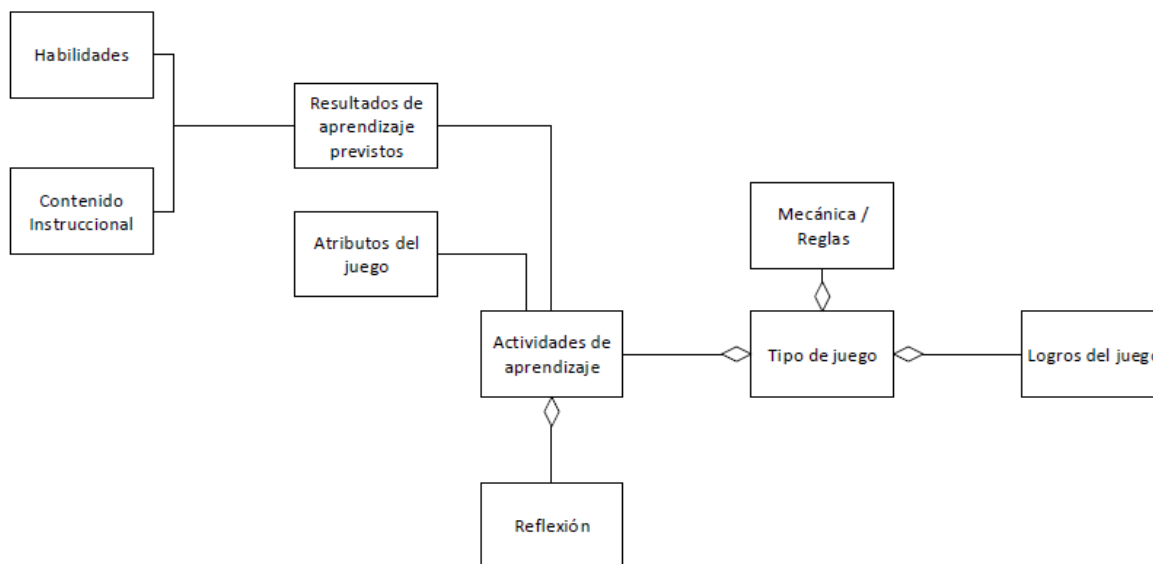 Habilidades
Resultados de
aprendizaje
previstos
Contenido
Instruccional
Atributos del
juego
Mecánica /
Reglas
Actividades de
aprendizaje
Tipo de juego
Logros del juego
Reflexión